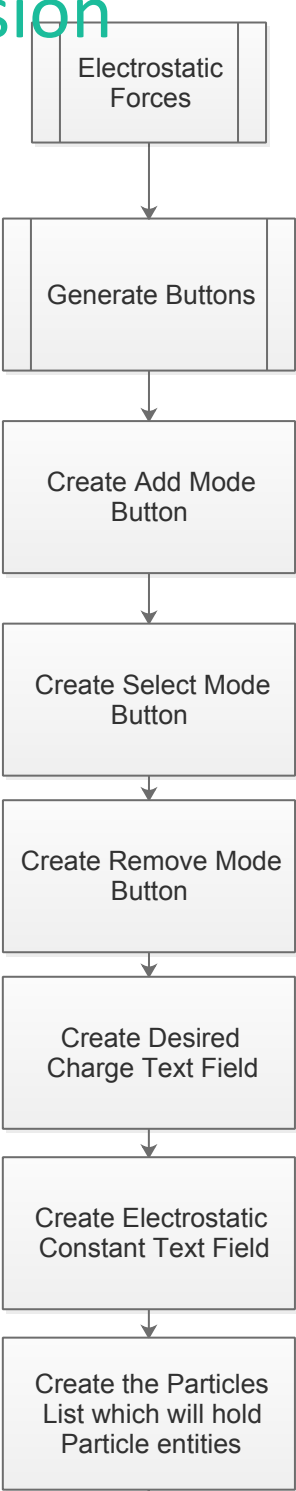 sion
Electrostatic
Forces
Generate Buttons
Create Add Mode
Button
Create Select Mode
Button
Create Remove Mode
Button
Create Desired
Charge Text Field
Create Electrostatic
Constant Text Field
Create the Particles
List which will hold
Particle entities